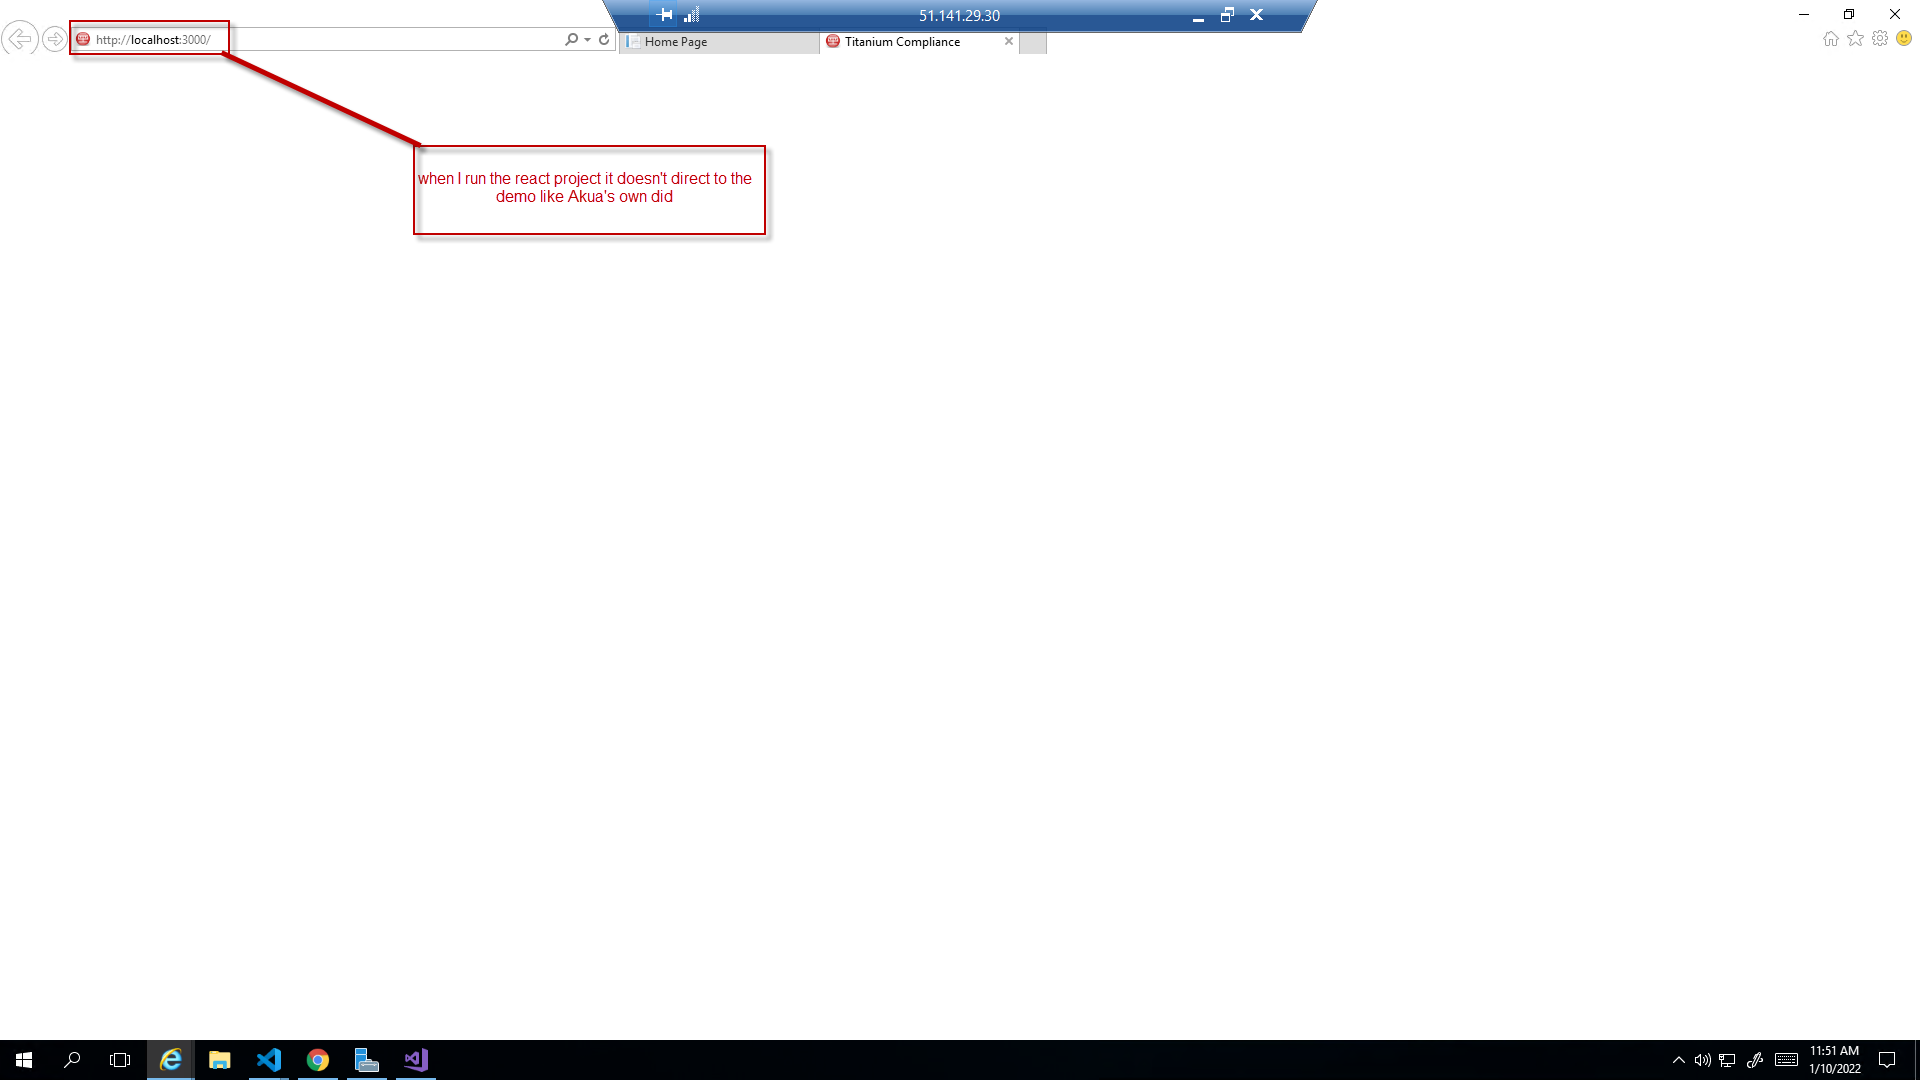 51.141.29.30
http://localhost:3000/
Home Page
Titanium Compliance
when I run the react project it doesn't direct to the
demo like Akua's own did
11:51 AM
1/10/2022